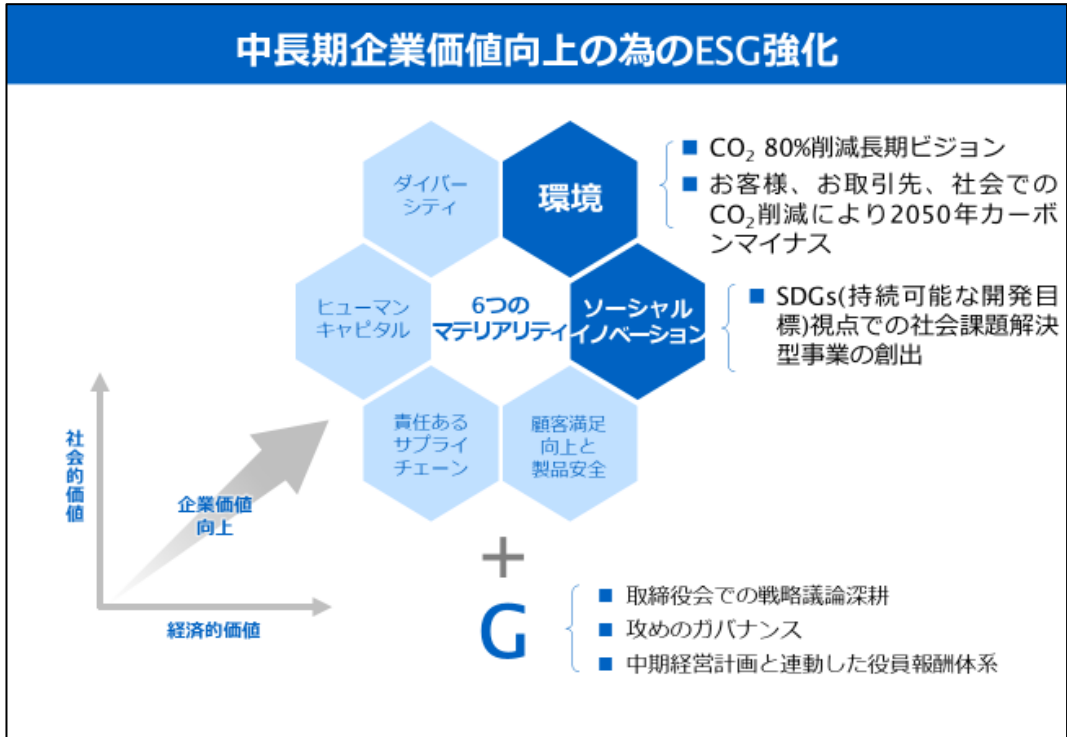 中長期企業価値向上の為のESG強化
ダイバー
シティ
環境
■ CO₂ 80%削減長期ビジョン
■ お客様、お取引先、社会での
CO₂削減により2050年カーボ
ンマイナス
ヒューマン
キャピタル
6つの
マテリアリティ
ソーシャル
イノベーション
■ SDGs(持続可能な開発目
標)視点での社会課題解決
型事業の創出
責任ある
サプライ
チェーン
顧客満足
向上と
製品安全
社会的価値
企業価値
向上
経済的価値
+
G
■ 取締役会での戦略議論深耕
■ 攻めのガバナンス
■ 中期経営計画と連動した役員報酬体系